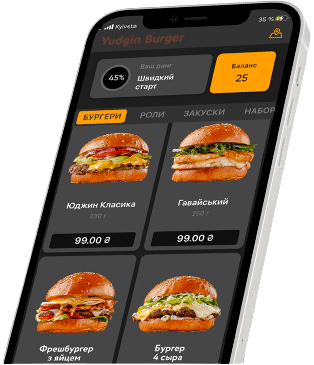 Kyivsta
35 %
Yudgin Burger
45%
Ваш ранг
Швидкий
старт
Баланс
25
БУРГЕРИ РОЛИ ЗАКУСКИ НАБОР
Юджин Класика
230 г
99.00 ₴
Гавайський
250 г
99.00 ₴
Фрешбургер
з яйцем
Бургер
4 сыра